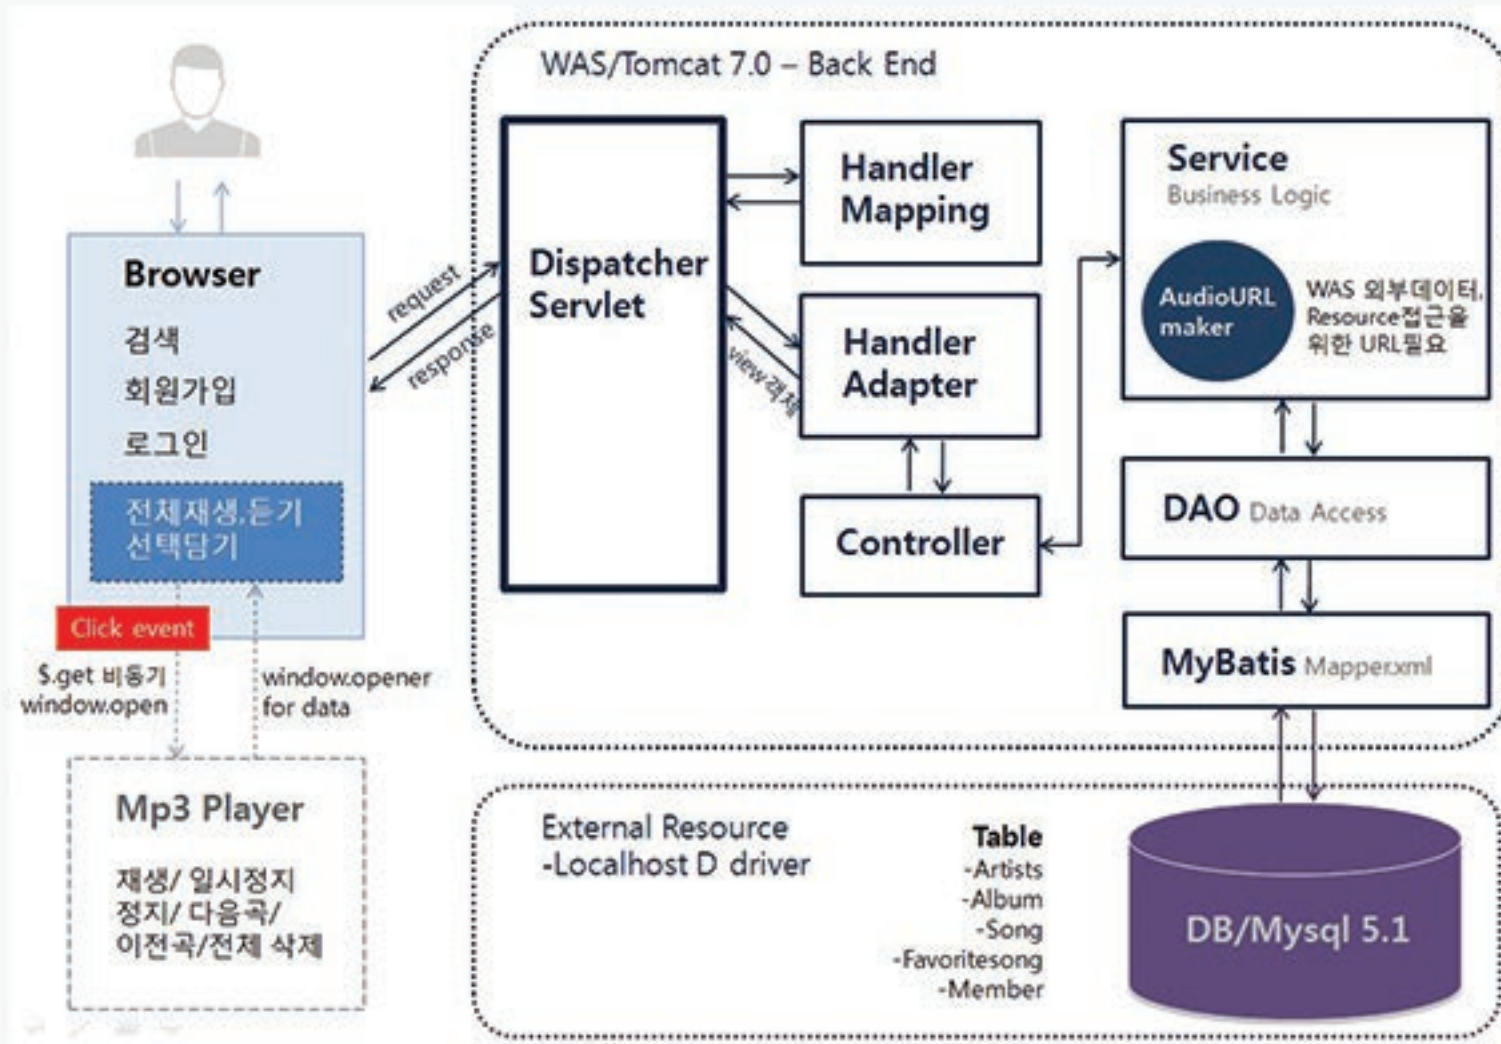 WAS/Tomcat 7.0 – Back End
Browser
검색
회원가입
로그인
전체재생,듣기
선택담기
Click event
$.get 비동기
window.open
window.opener
for data
Mp3 Player
재생/ 일시정지
정지/ 다음곡/
이전곡/전체 삭제
request
response
Dispatcher
Servlet
Handler
Mapping
view객체
Handler
Adapter
Controller
Service
Business Logic
AudioURL
maker
WAS 외부데이터,
Resource접근을
위한 URL필요
DAO Data Access
MyBatis Mapper.xml
External Resource
-Localhost D driver
Table
-Artists
-Album
-Song
-Favoritesong
-Member
DB/Mysql 5.1